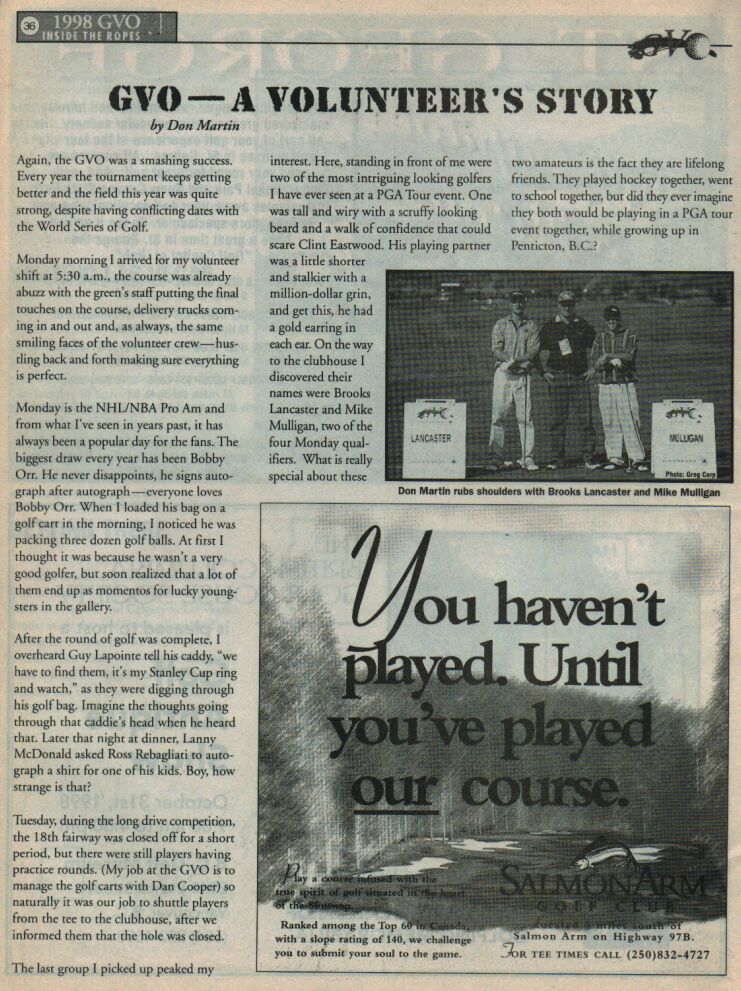 36
1998 GVO
INSIDE THE ROPES
GVO
GVO — A VOLUNTEER'S STORY
by Don Martin
Again, the GVO was a smashing success.
Every year the tournament keeps getting
better and the field this year was quite
strong, despite having conflicting dates with
the World Series of Golf.
Monday morning I arrived for my volunteer
shift at 5:30 a.m., the course was already
abuzz with the green's staff putting the final
touches on the course, delivery trucks com-
ing in and out and, as always, the same
smiling faces of the volunteer crew—hus-
tling back and forth making sure everything
is perfect.
Monday is the NHL/NBA Pro Am and
from what I've seen in years past, it has
always been a popular day for the fans. The
biggest draw every year has been Bobby
Orr. He never disappoints, he signs auto-
graph after autograph—everyone loves
Bobby Orr. When I loaded his bag on a
golf cart in the morning, I noticed he was
packing three dozen golf balls. At first I
thought it was because he wasn't a very
good golfer, but soon realized that a lot of
them end up as momentos for lucky young-
sters in the gallery.
After the round of golf was complete, I
overheard Guy Lapointe tell his caddy, "we
have to find them, it's my Stanley Cup ring
and watch," as they were digging through
his golf bag. Imagine the thoughts going
through that caddie's head when he heard
that. Later that night at dinner, Lanny
McDonald asked Ross Rebagliati to auto-
graph a shirt for one of his kids. Boy, how
strange is that?
Tuesday, during the long drive competition,
the 18th fairway was closed off for a short
period, but there were still players having
practice rounds. (My job at the GVO is to
manage the golf carts with Dan Cooper) so
naturally it was our job to shuttle players
from the tee to the clubhouse, after we
informed them that the hole was closed.
The last group I picked up peaked my
interest. Here, standing in front of me were
two of the most intriguing looking golfers
I have ever seen at a PGA Tour event. One
was tall and wiry with a scruffy looking
beard and a walk of confidence that could
scare Clint Eastwood. His playing partner
was a little shorter
and stalkier with a
million-dollar grin,
and get this, he had
a gold earring in
each ear. On the way
to the clubhouse I
discovered their
names were Brooks
Lancaster and Mike
Mulligan, two of the
four Monday qual-
ifiers. What is really
special about these
two amateurs is the fact they are lifelong
friends. They played hockey together, went
to school together, but did they ever imagine
they both would be playing in a PGA tour
event together, while growing up in
Penticton, B.C.?
LANCASTER
MULLIGAN
Photo: Greg Corp
Don Martin rubs shoulders with Brooks Lancaster and Mike Mulligan
You haven't
played. Until
you've played
our course.
Play a course infused with the
true spirit of golf situated in the heart
of the Shuswap.
Ranked among the Top 60 in Canada,
with a slope rating of 140, we challenge
you to submit your soul to the game.
SALMON ARM
GOLF CLUB
Located miles south of
Salmon Arm on Highway 97B.
FOR TEE TIMES CALL (250)832-4727
October 31st, 1998